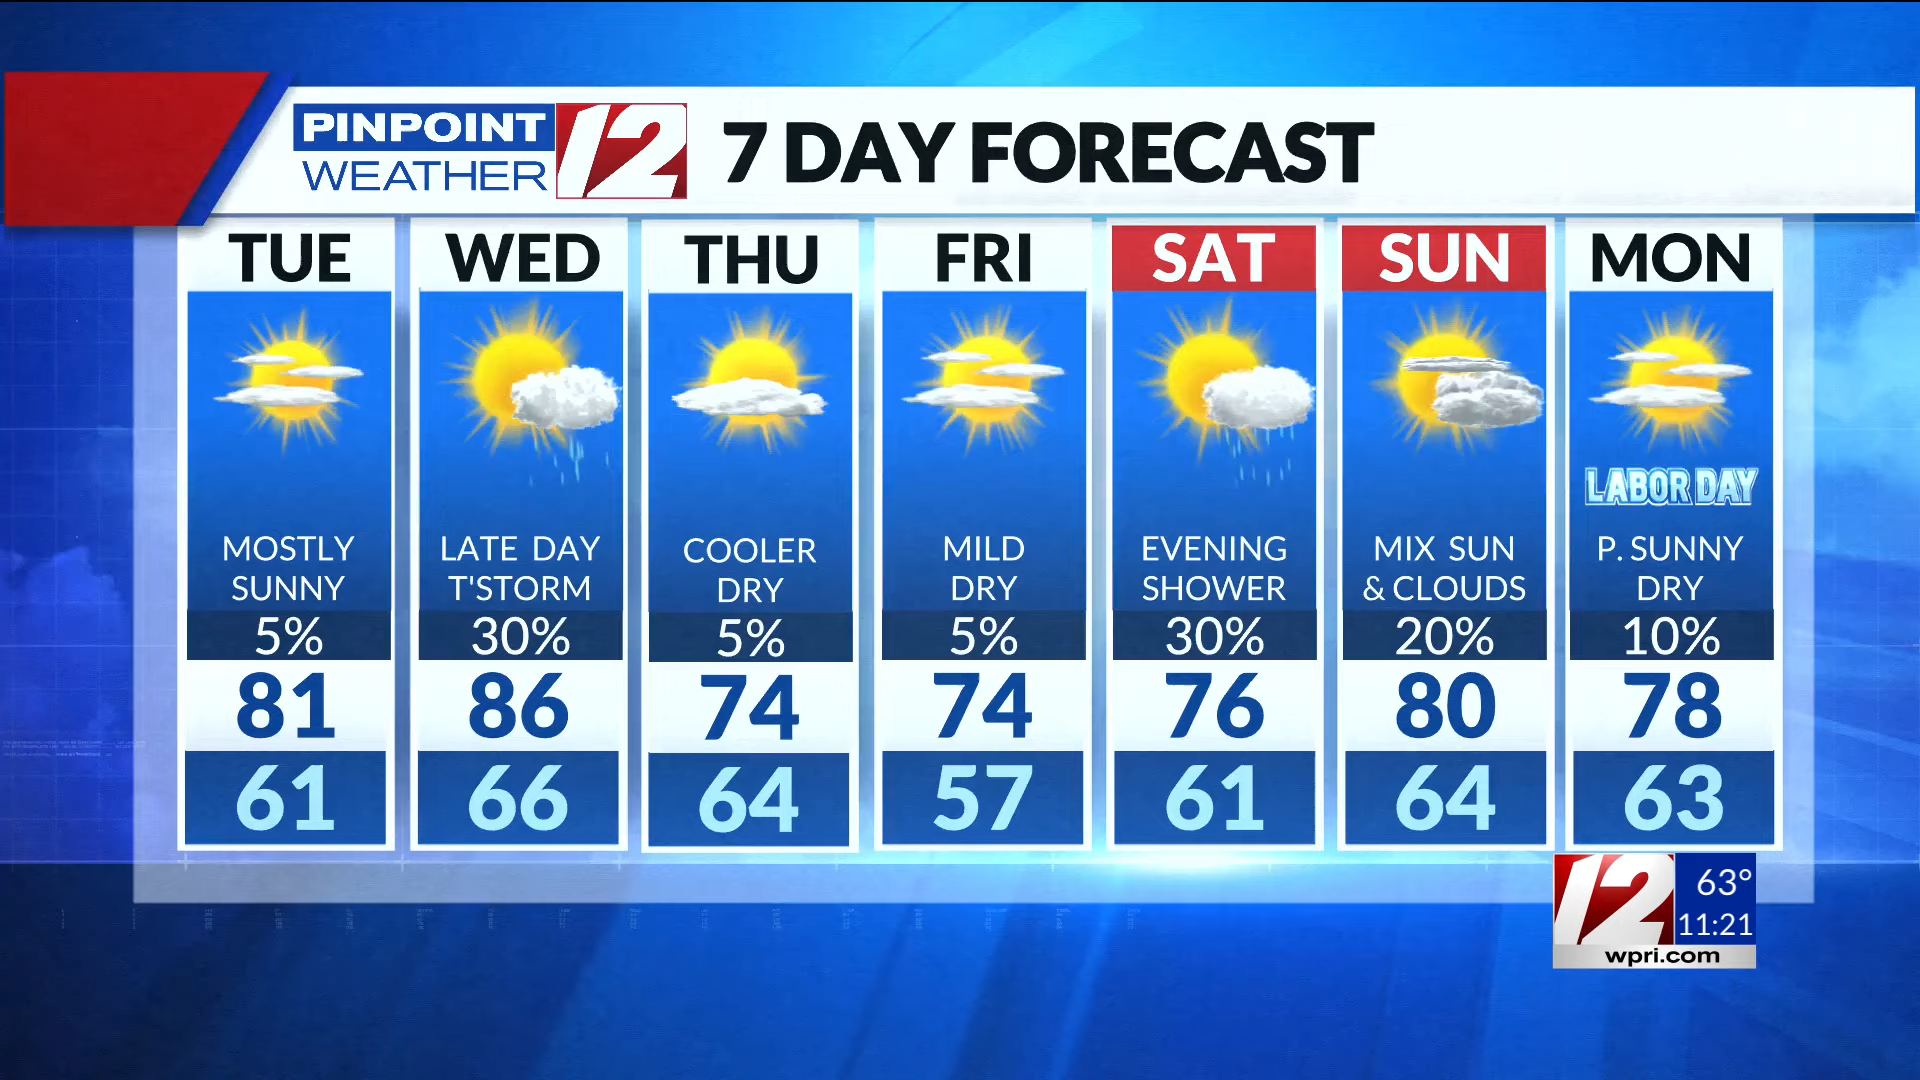 PINPOINT
WEATHER
12
7 DAY FORECAST
TUE
MOSTLY
SUNNY
5%
81
61
WED
LATE DAY
T'STORM
30%
86
66
THU
COOLER
DRY
5%
74
64
FRI
MILD
DRY
5%
74
57
SAT
EVENING
SHOWER
30%
76
61
SUN
MIX SUN
& CLOUDS
20%
80
64
MON
LABOR DAY
P. SUNNY
DRY
10%
78
63
12
63°
11:21
wpri.com